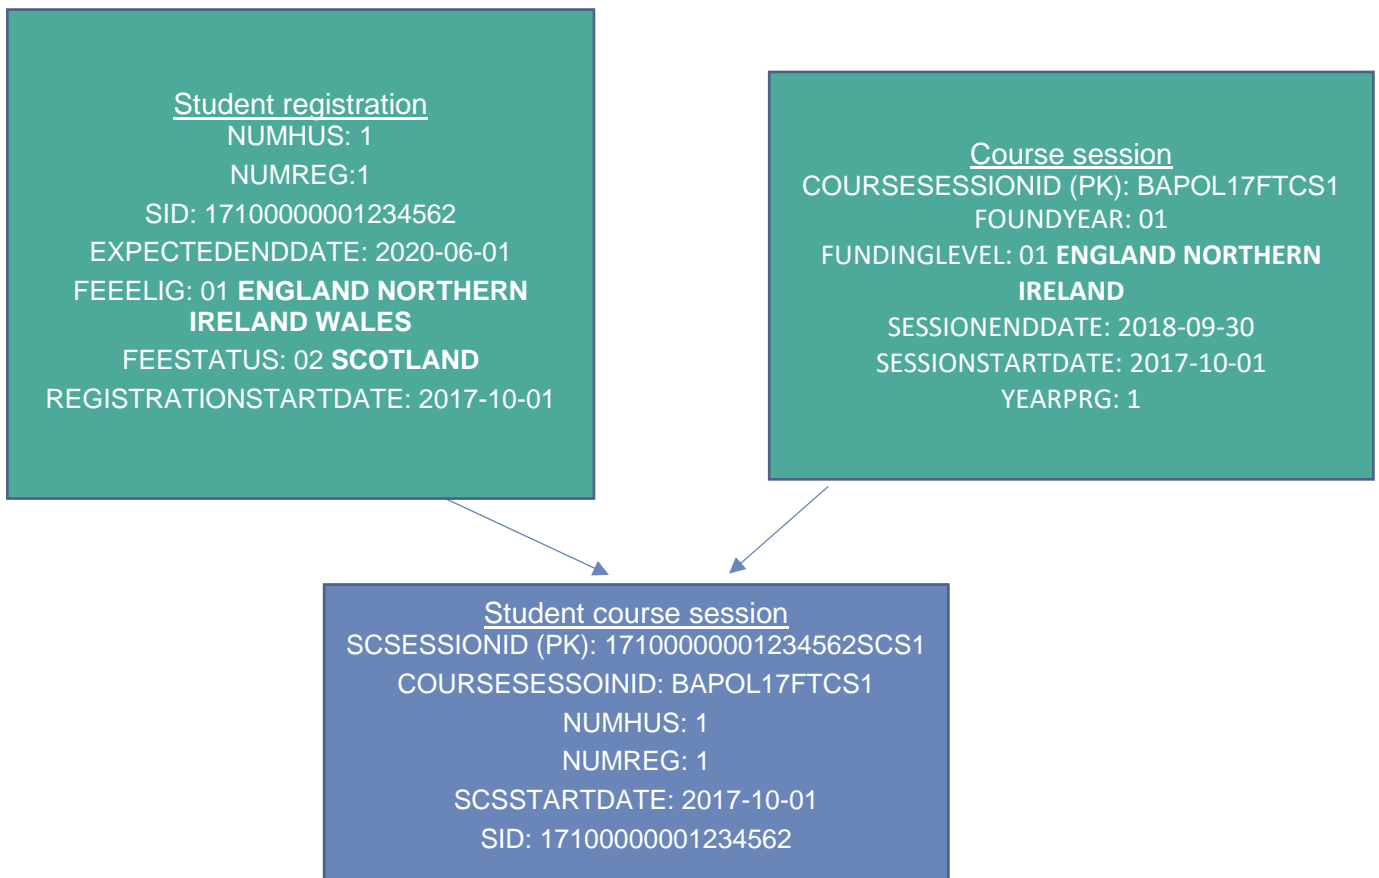 Student registration
NUMHUS: 1
NUMREG:1
SID: 17100000001234562
EXPECTEDENDDATE: 2020-06-01
FEEELIG: 01 ENGLAND NORTHERN
IRELAND WALES
FEESTATUS: 02 SCOTLAND
REGISTRATIONSTARTDATE: 2017-10-01
Course session
COURSESESSIONID (PK): BAPOL17FTCS1
FOUNDYEAR: 01
FUNDINGLEVEL: 01 ENGLAND NORTHERN
IRELAND
SESSIONENDDATE: 2018-09-30
SESSIONSTARTDATE: 2017-10-01
YEARPRG: 1
Student course session
SCSESSIONID (PK): 17100000001234562SCS1
COURSESESSOINID: BAPOL17FTCS1
NUMHUS: 1
NUMREG: 1
SCSSTARTDATE: 2017-10-01
SID: 17100000001234562